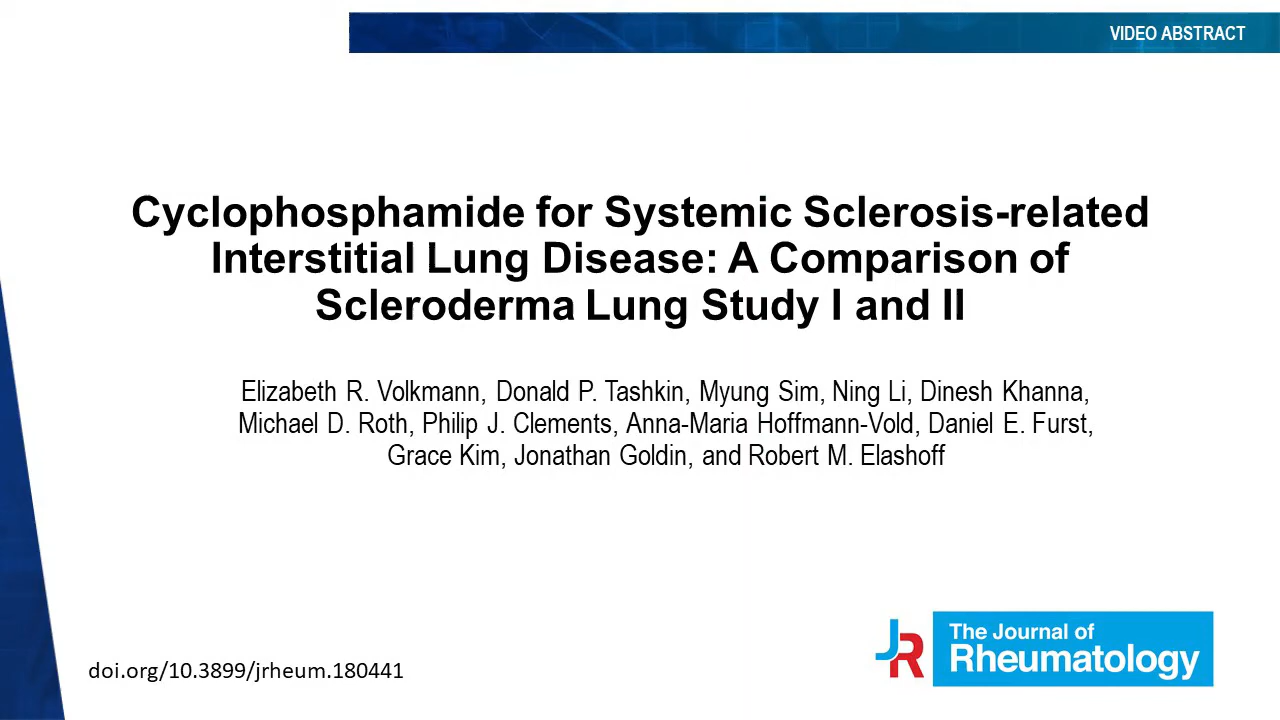 VIDEO ABSTRACT
Cyclophosphamide for Systemic Sclerosis-related
Interstitial Lung Disease: A Comparison of
Scleroderma Lung Study I and II
Elizabeth R. Volkmann, Donald P. Tashkin, Myung Sim, Ning Li, Dinesh Khanna,
Michael D. Roth, Philip J. Clements, Anna-Maria Hoffmann-Vold, Daniel E. Furst,
Grace Kim, Jonathan Goldin, and Robert M. Elashoff
doi.org/10.3899/jrheum.180441
JR
The Journal of
Rheumatology